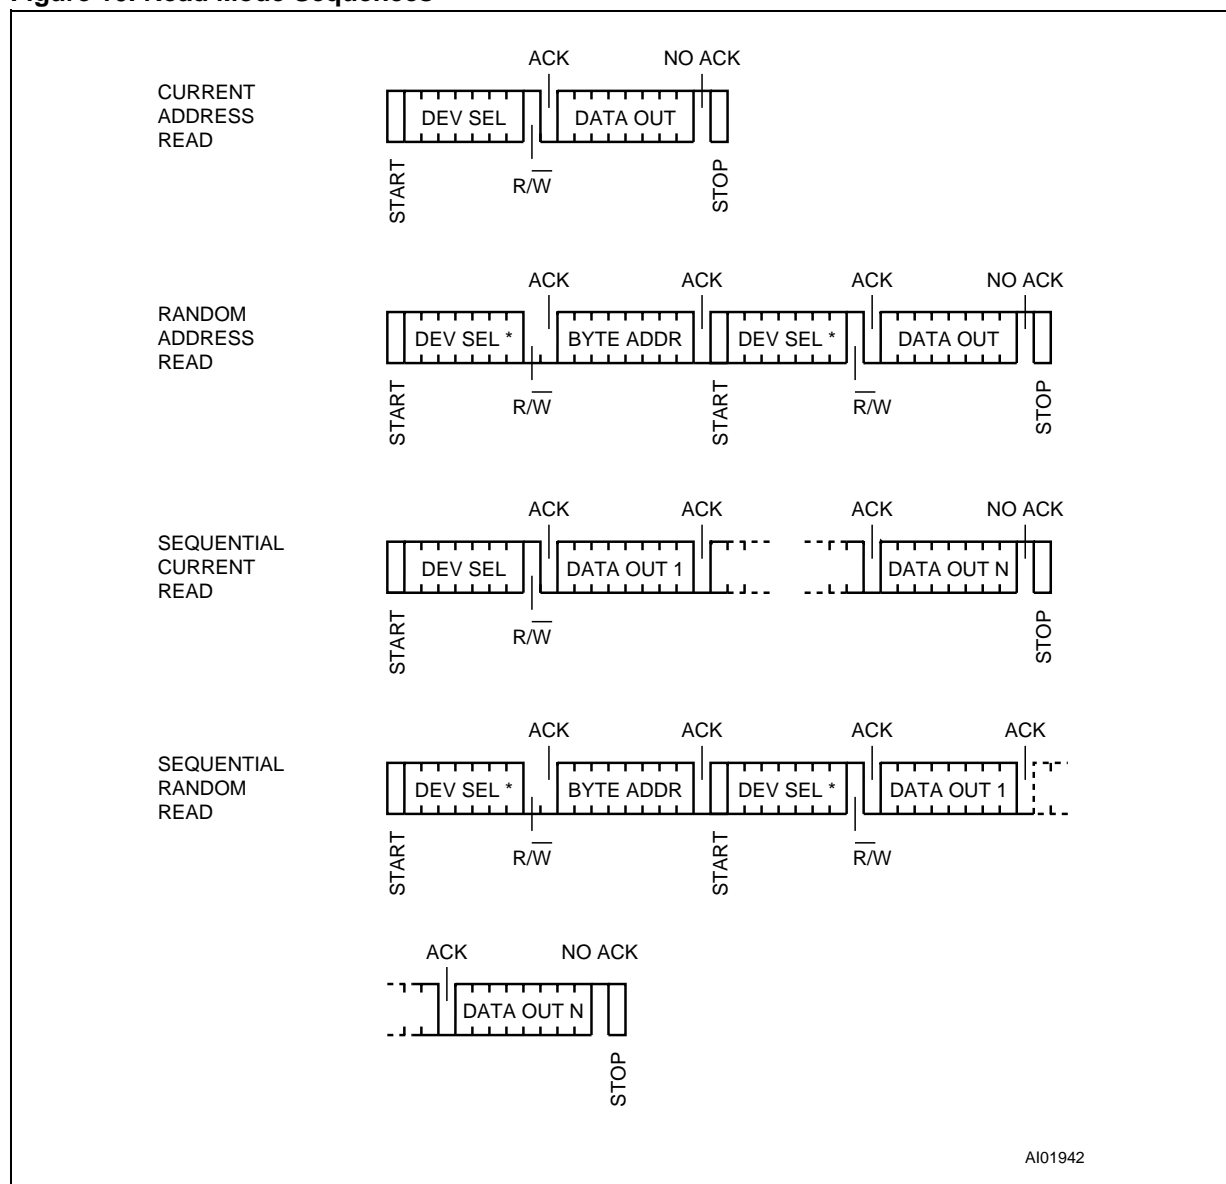 Read Mode Sequences
ACK NO ACK
CURRENT
ADDRESS
READ
DEV SEL DATA OUT
START R/W̅ STOP
ACK ACK ACK NO ACK
RANDOM
ADDRESS
READ
DEV SEL * BYTE ADDR DEV SEL * DATA OUT
START R/W̅ START R̅/W STOP
ACK ACK ACK NO ACK
SEQUENTIAL
CURRENT
READ
DEV SEL DATA OUT 1 DATA OUT N
START R/W̅ STOP
ACK ACK ACK ACK
SEQUENTIAL
RANDOM
READ
DEV SEL * BYTE ADDR DEV SEL * DATA OUT 1
START R/W̅ START R̅/W
ACK NO ACK
DATA OUT N
STOP
AI01942